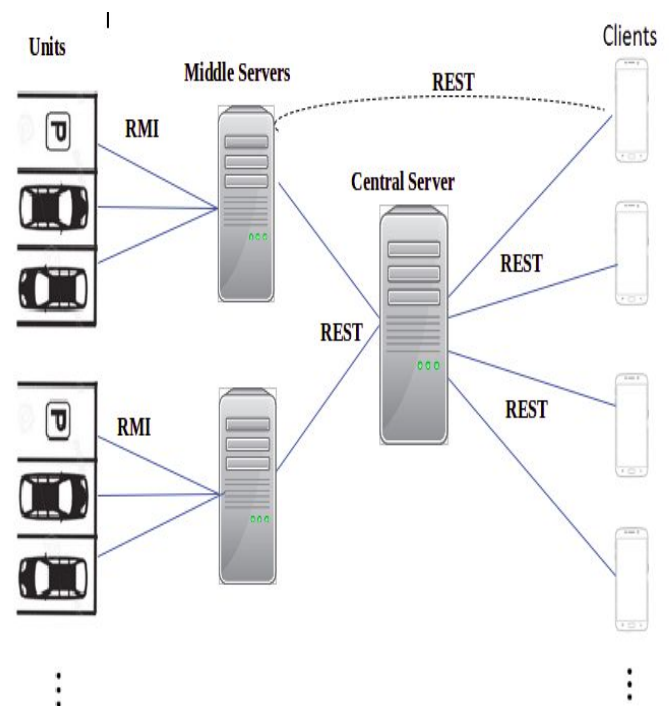 Units
Clients
Middle Servers
REST
RMI
P
Central Server
REST
REST
P
RMI
REST